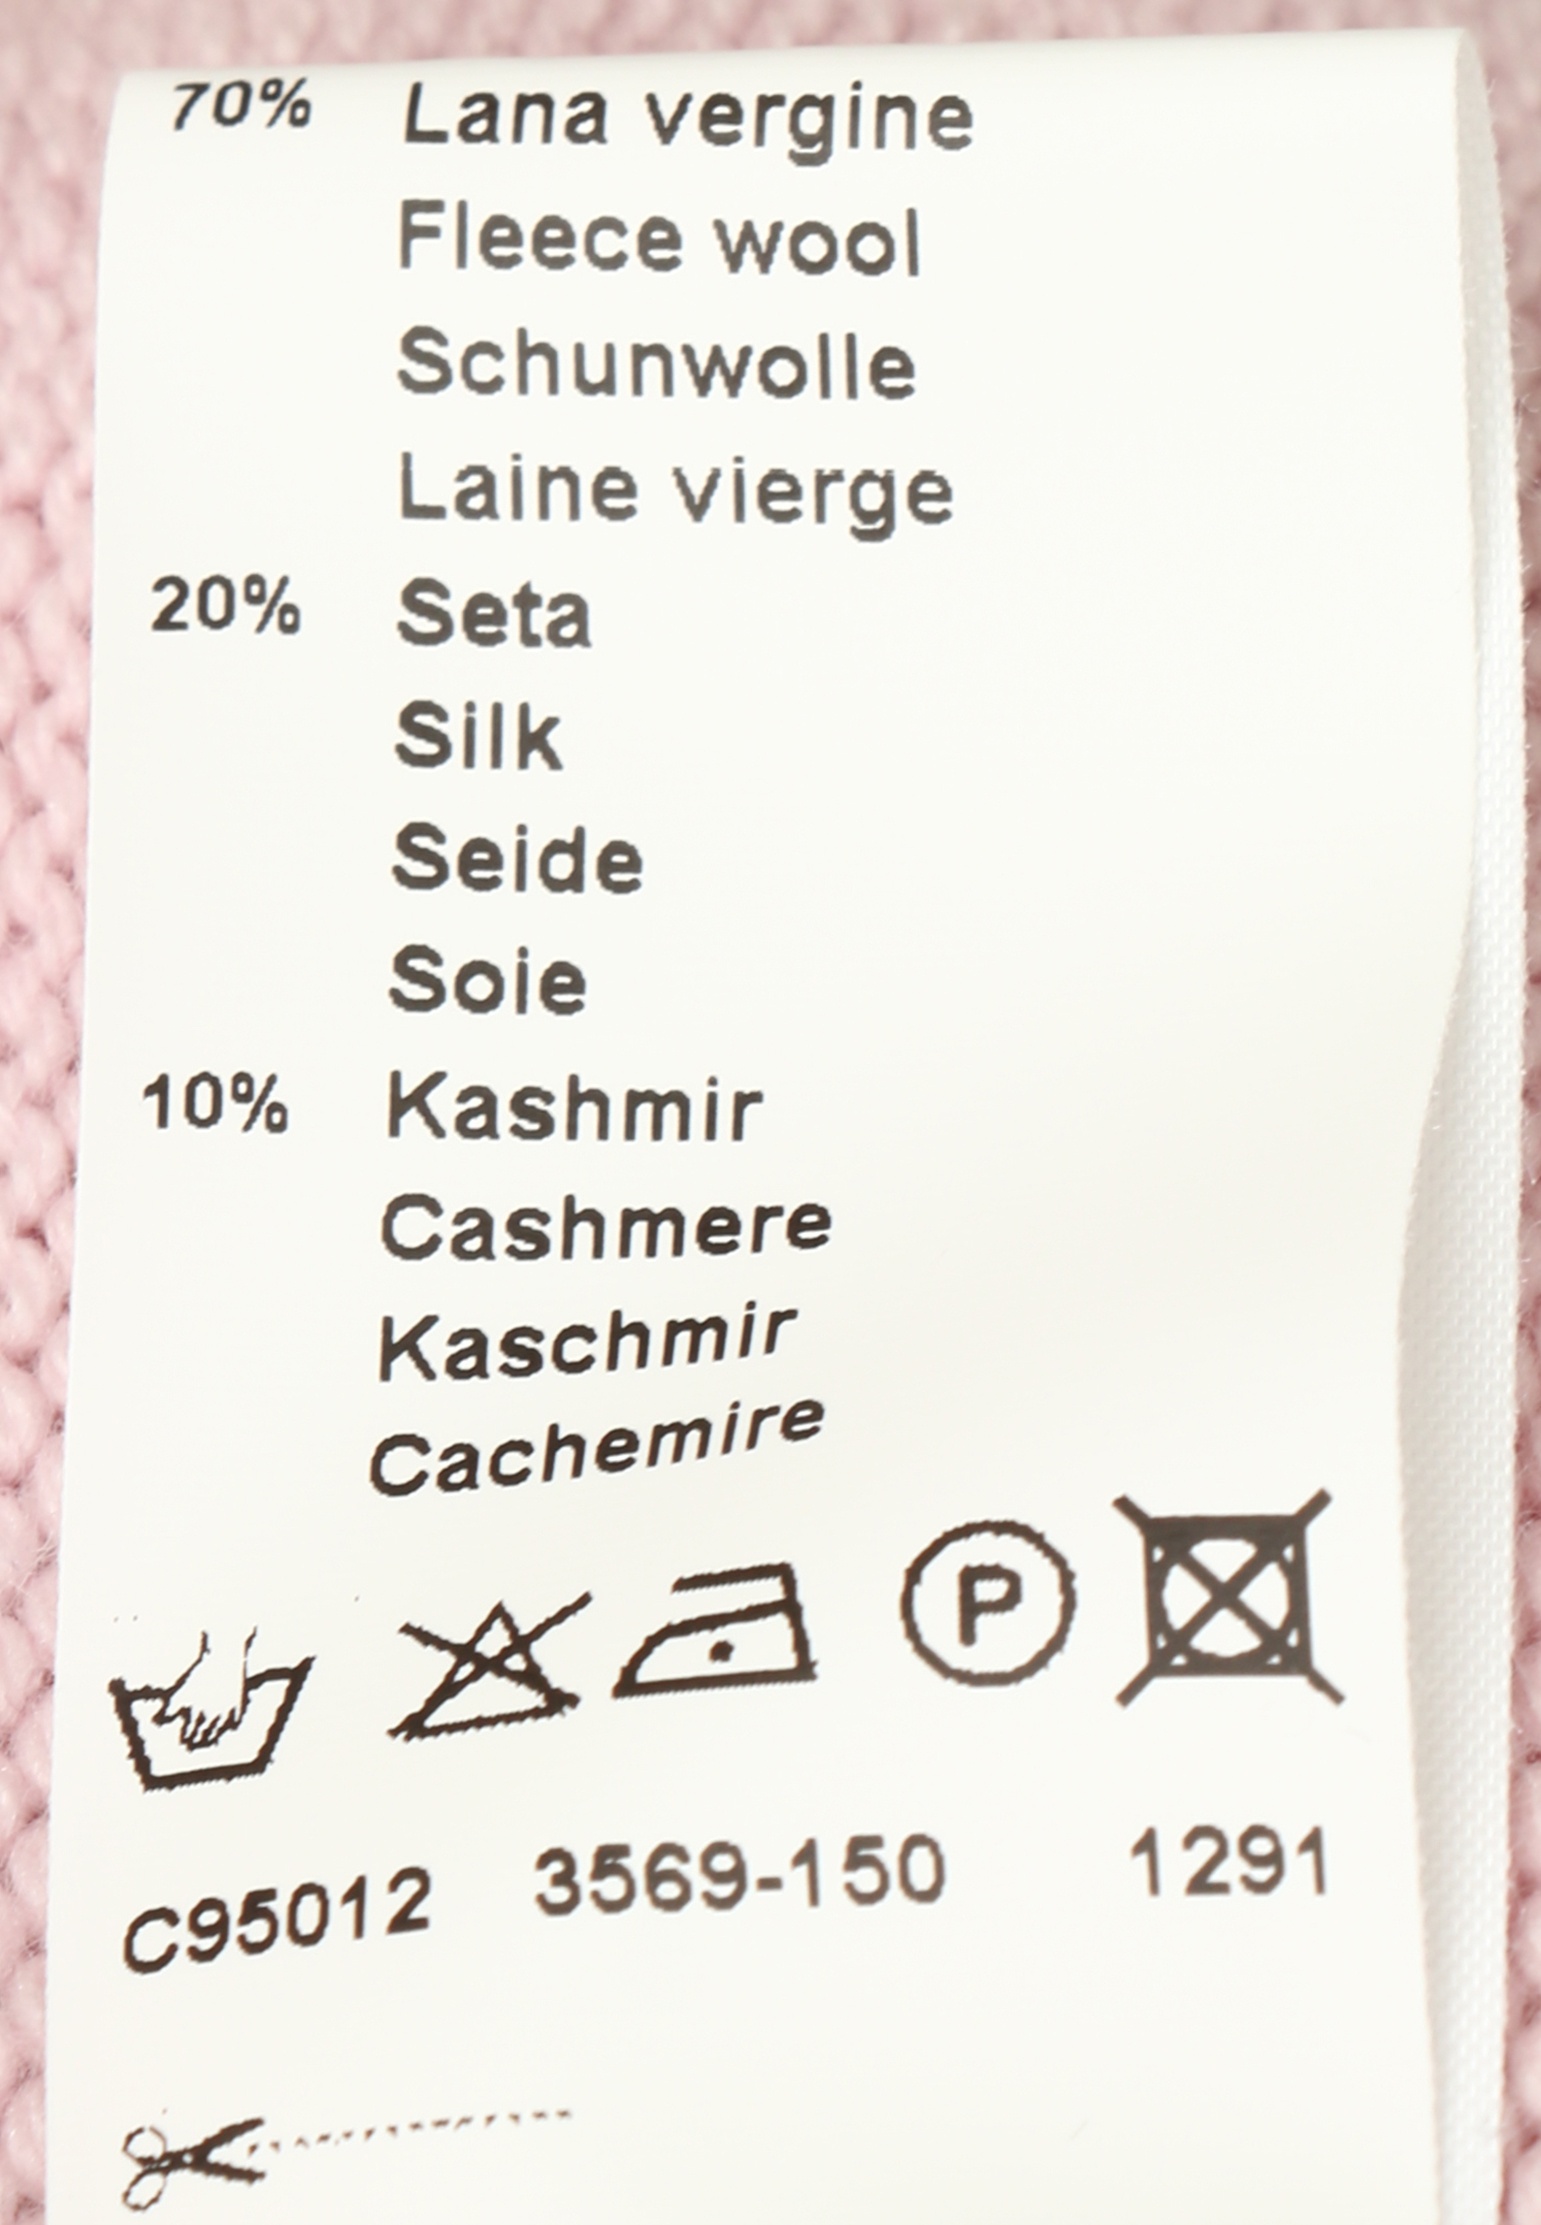 70% Lana vergine
Fleece wool
Schunwolle
Laine vierge
20% Seta
Silk
Seide
Soie
10% Kashmir
Cashmere
Kaschmir
Cachemire
P
C95012 3569-150 1291